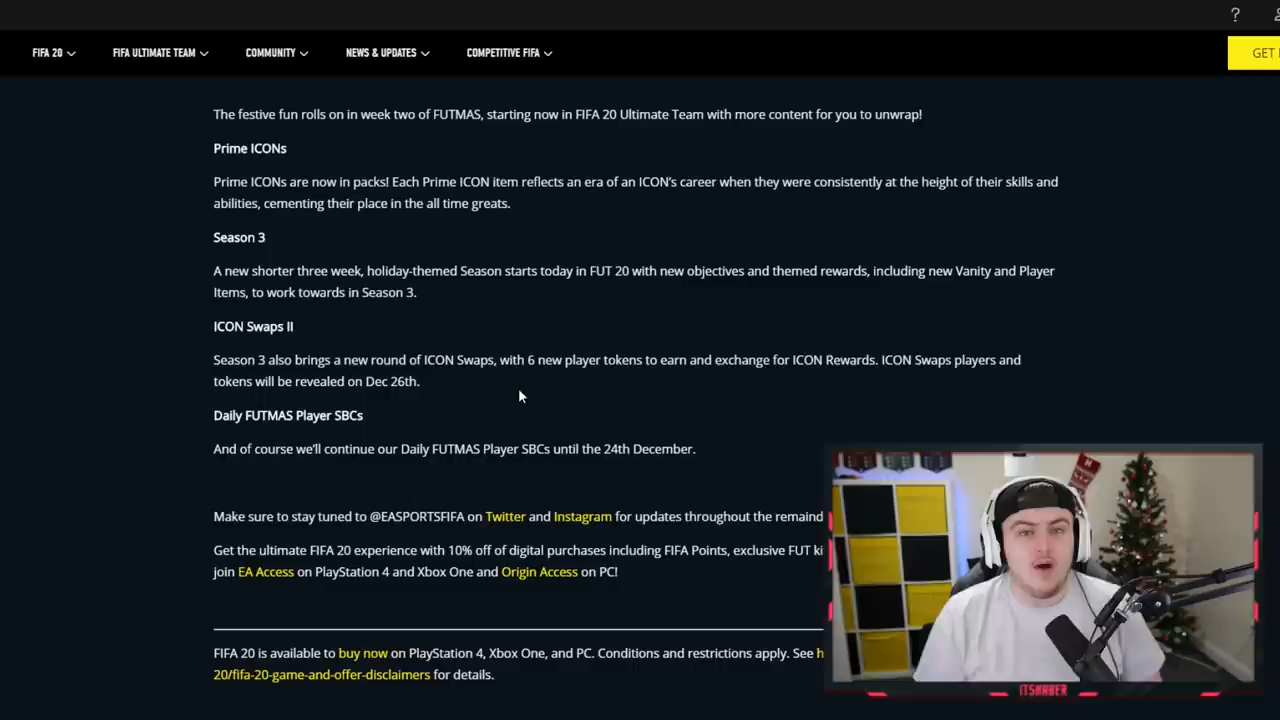 ?
FIFA 20 FIFA ULTIMATE TEAM COMMUNITY NEWS & UPDATES COMPETITIVE FIFA GET
The festive fun rolls on in week two of FUTMAS, starting now in FIFA 20 Ultimate Team with more content for you to unwrap!
Prime ICONs
Prime ICONs are now in packs! Each Prime ICON item reflects an era of an ICON's career when they were consistently at the height of their skills and
abilities, cementing their place in the all time greats.
Season 3
A new shorter three week, holiday-themed Season starts today in FUT 20 with new objectives and themed rewards, including new Vanity and Player
Items, to work towards in Season 3.
ICON Swaps II
Season 3 also brings a new round of ICON Swaps, with 6 new player tokens to earn and exchange for ICON Rewards. ICON Swaps players and
tokens will be revealed on Dec 26th.
Daily FUTMAS Player SBCs
And of course we'll continue our Daily FUTMAS Player SBCs until the 24th December.
Make sure to stay tuned to @EASPORTSFIFA on Twitter and Instagram for updates throughout the remaind
Get the ultimate FIFA 20 experience with 10% off of digital purchases including FIFA Points, exclusive FUT ki
join EA Access on PlayStation 4 and Xbox One and Origin Access on PC!
FIFA 20 is available to buy now on PlayStation 4, Xbox One, and PC. Conditions and restrictions apply. See h
20/fifa-20-game-and-offer-disclaimers for details.
ITSHABER